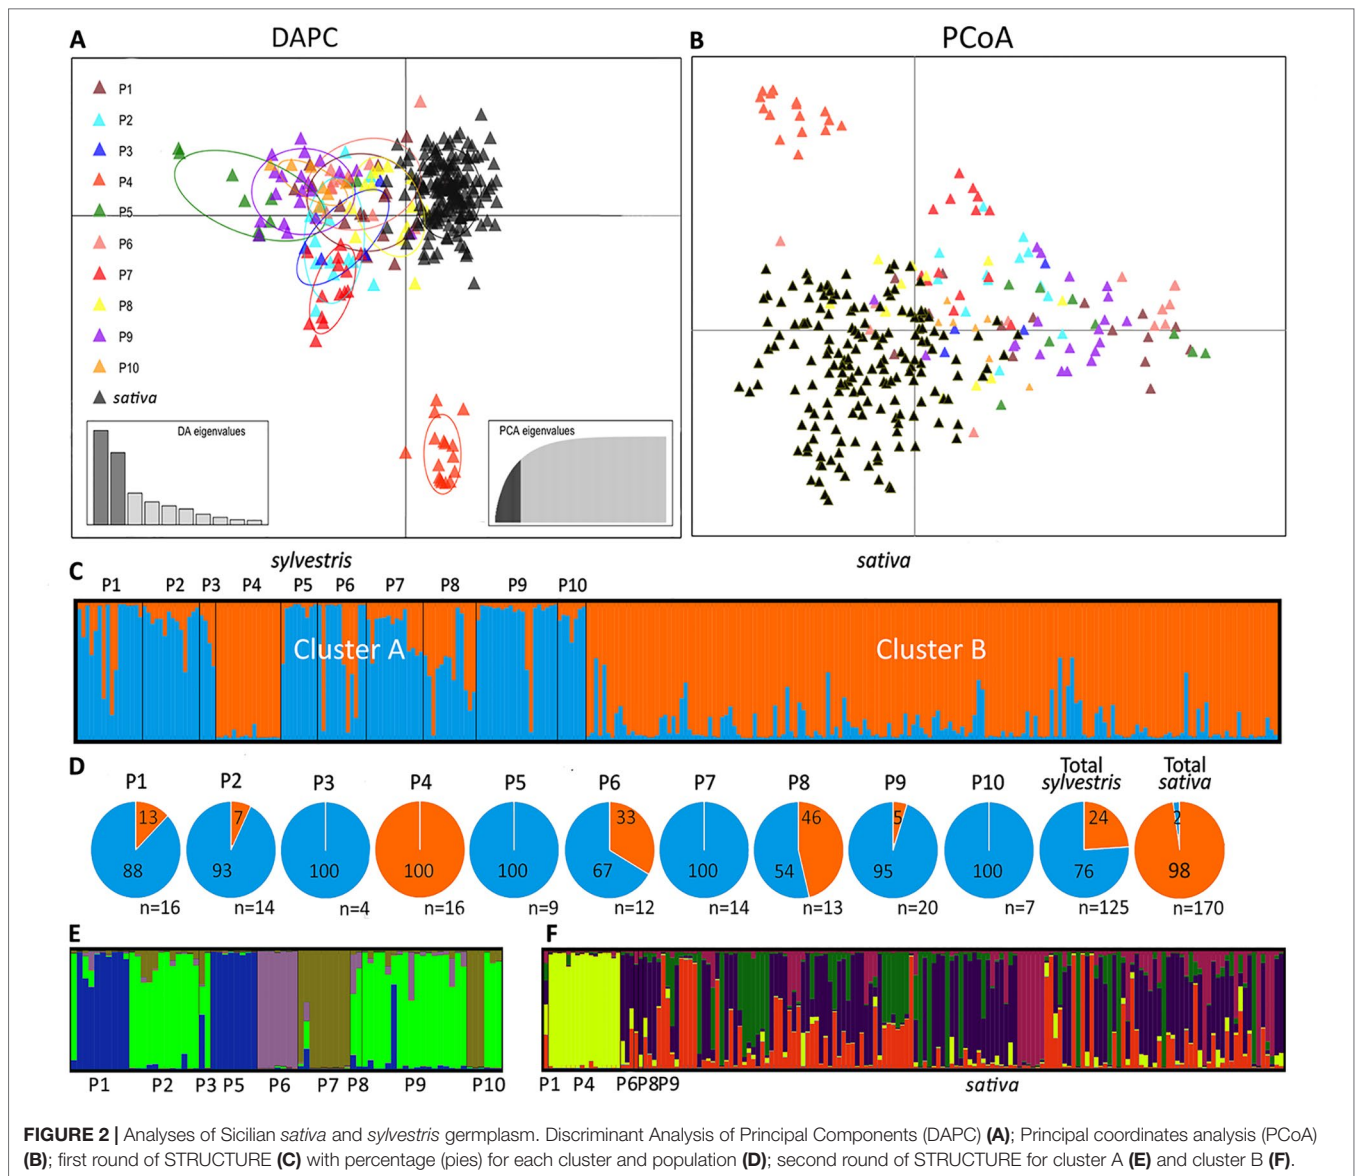 A
DAPC
B
PCoA
P1
P2
P3
P4
P5
P6
P7
P8
P9
P10
sativa
DA eigenvalues
PCA eigenvalues
C
sylvestris
sativa
P1 P2 P3 P4 P5 P6 P7 P8 P9 P10
Cluster A
Cluster B
D
P1 P2 P3 P4 P5 P6 P7 P8 P9 P10 Total sylvestris Total sativa
13 7 33 46 5 24 2
88 93 100 100 100 67 100 54 95 100 76 98
n=16 n=14 n=4 n=16 n=9 n=12 n=14 n=13 n=20 n=7 n=125 n=170
E
F
P1 P2 P3 P5 P6 P7 P8 P9 P10
P1 P4 P6 P8 P9 sativa
FIGURE 2 | Analyses of Sicilian sativa and sylvestris germplasm. Discriminant Analysis of Principal Components (DAPC) (A); Principal coordinates analysis (PCoA)
(B); first round of STRUCTURE (C) with percentage (pies) for each cluster and population (D); second round of STRUCTURE for cluster A (E) and cluster B (F).